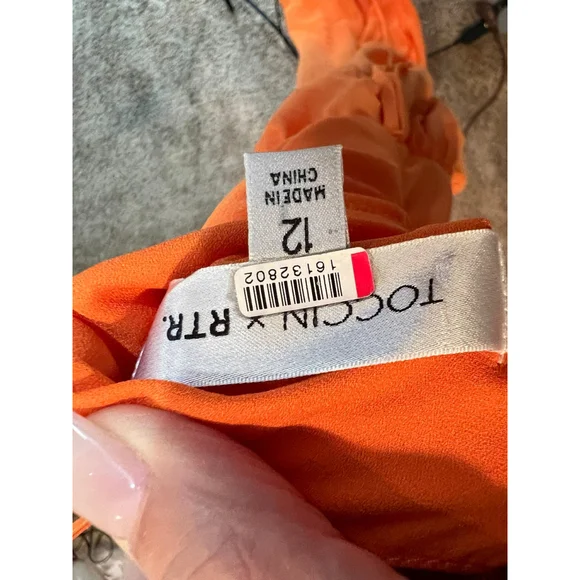 TOCCIN x RTR.
16132802
12
MADE IN
CHINA